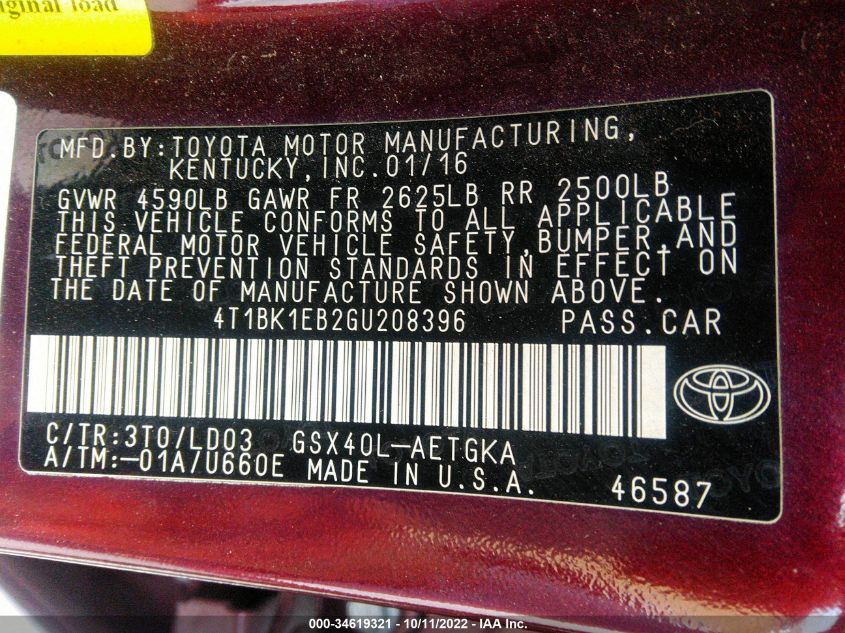 riginal load
MFD.BY:TOYOTA MOTOR MANUFACTURING,
KENTUCKY,INC.01/16
GVWR 4590LB GAWR FR 2625LB RR 2500LB
THIS VEHICLE CONFORMS TO ALL APPLICABLE
FEDERAL MOTOR VEHICLE SAFETY,BUMPER,AND
THEFT PREVENTION STANDARDS IN EFFECT ON
THE DATE OF MANUFACTURE SHOWN ABOVE.
4T1BK1EB2GU208396 PASS.CAR
C/TR:3T0/LD03 GSX40L-AETGKA
A/TM:-01A/U660E MADE IN U.S.A. 46587
000-34619321 - 10/11/2022 - IAA Inc.